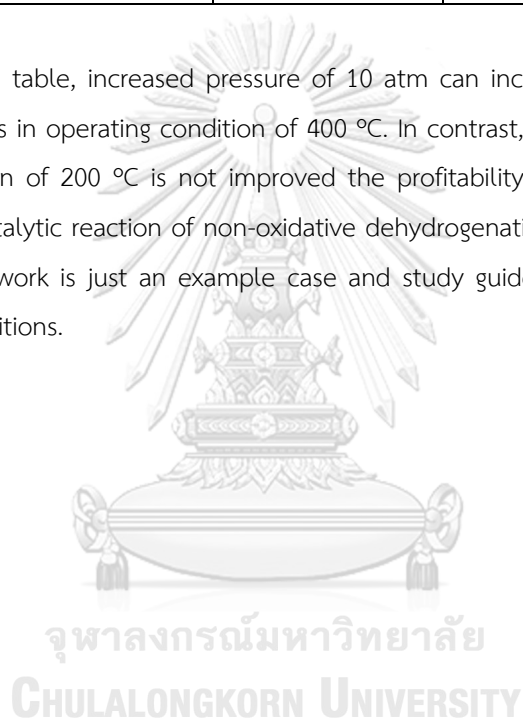 table, increased pressure of 10 atm can inc
s in operating condition of 400 ºC. In contrast,
n of 200 ºC is not improved the profitability
talytic reaction of non-oxidative dehydrogenati
work is just an example case and study guid
itions.
จุฬาลงกรณ์มหาวิทยาลัย
CHULALONGKORN UNIVERSITY